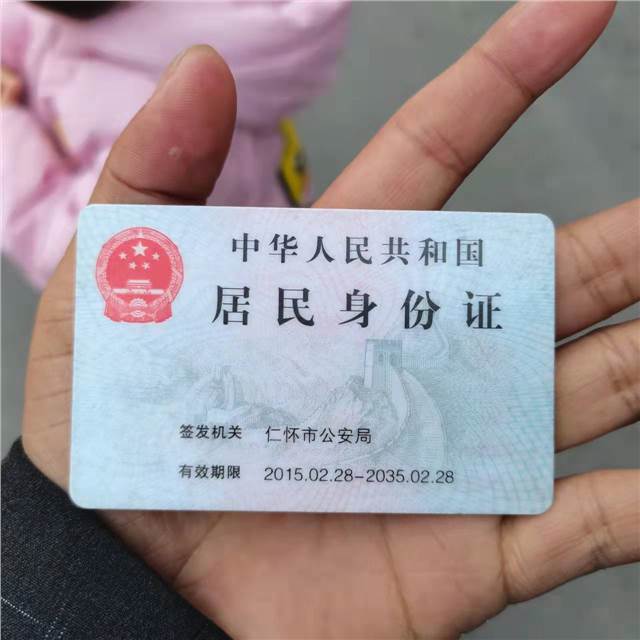 中华人民共和国
居民身份证
签发机关 仁怀市公安局
有效期限 2015.02.28-2035.02.28